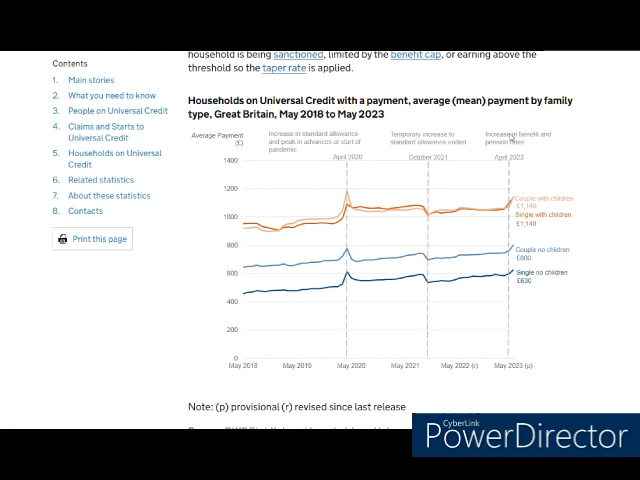 household is being sanctioned, limited by the benefit cap, or earning above the
threshold so the taper rate is applied.
Contents
1. Main stories
2. What you need to know
3. People on Universal Credit
4. Claims and Starts to
Universal Credit
5. Households on Universal
Credit
6. Related statistics
7. About these statistics
8. Contacts
Print this page
Households on Universal Credit with a payment, average (mean) payment by family
type, Great Britain, May 2018 to May 2023
Average Payment
(£)
Increase in standard allowance
and peak in advances at start of
pandemic
April 2020
Temporary increase to
standard allowance ended
October 2021
Increase in benefit and
pension rates
April 2023
1400
1200
1000
800
600
400
200
0
Couple with children
£1,140
Single with children
£1,140
Couple no children
£800
Single no children
£630
May 2018
May 2019
May 2020
May 2021
May 2022 (r)
May 2023 (p)
Note: (p) provisional (r) revised since last release
CyberLink
PowerDirector